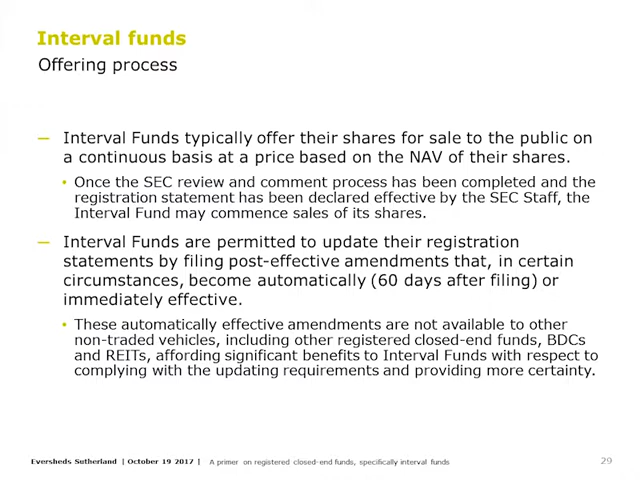 Interval funds
Offering process
– Interval Funds typically offer their shares for sale to the public on
a continuous basis at a price based on the NAV of their shares.
• Once the SEC review and comment process has been completed and the
registration statement has been declared effective by the SEC Staff, the
Interval Fund may commence sales of its shares.
– Interval Funds are permitted to update their registration
statements by filing post-effective amendments that, in certain
circumstances, become automatically (60 days after filing) or
immediately effective.
• These automatically effective amendments are not available to other
non-traded vehicles, including other registered closed-end funds, BDCs
and REITs, affording significant benefits to Interval Funds with respect to
complying with the updating requirements and providing more certainty.
Eversheds Sutherland | October 19 2017 | A primer on registered closed-end funds, specifically interval funds 29